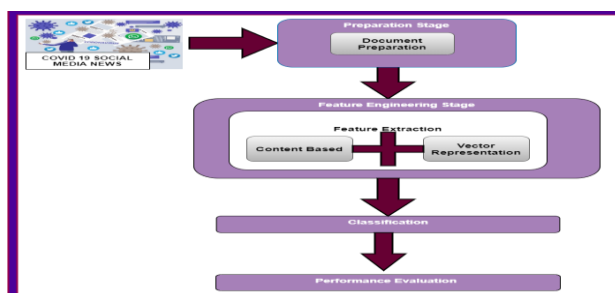 COVID 19 SOCIAL
MEDIA NEWS
Preparation Stage
Document
Preparation
Feature Engineering Stage
Feature Extraction
Content Based
Vector
Representation
Classification
Performance Evaluation